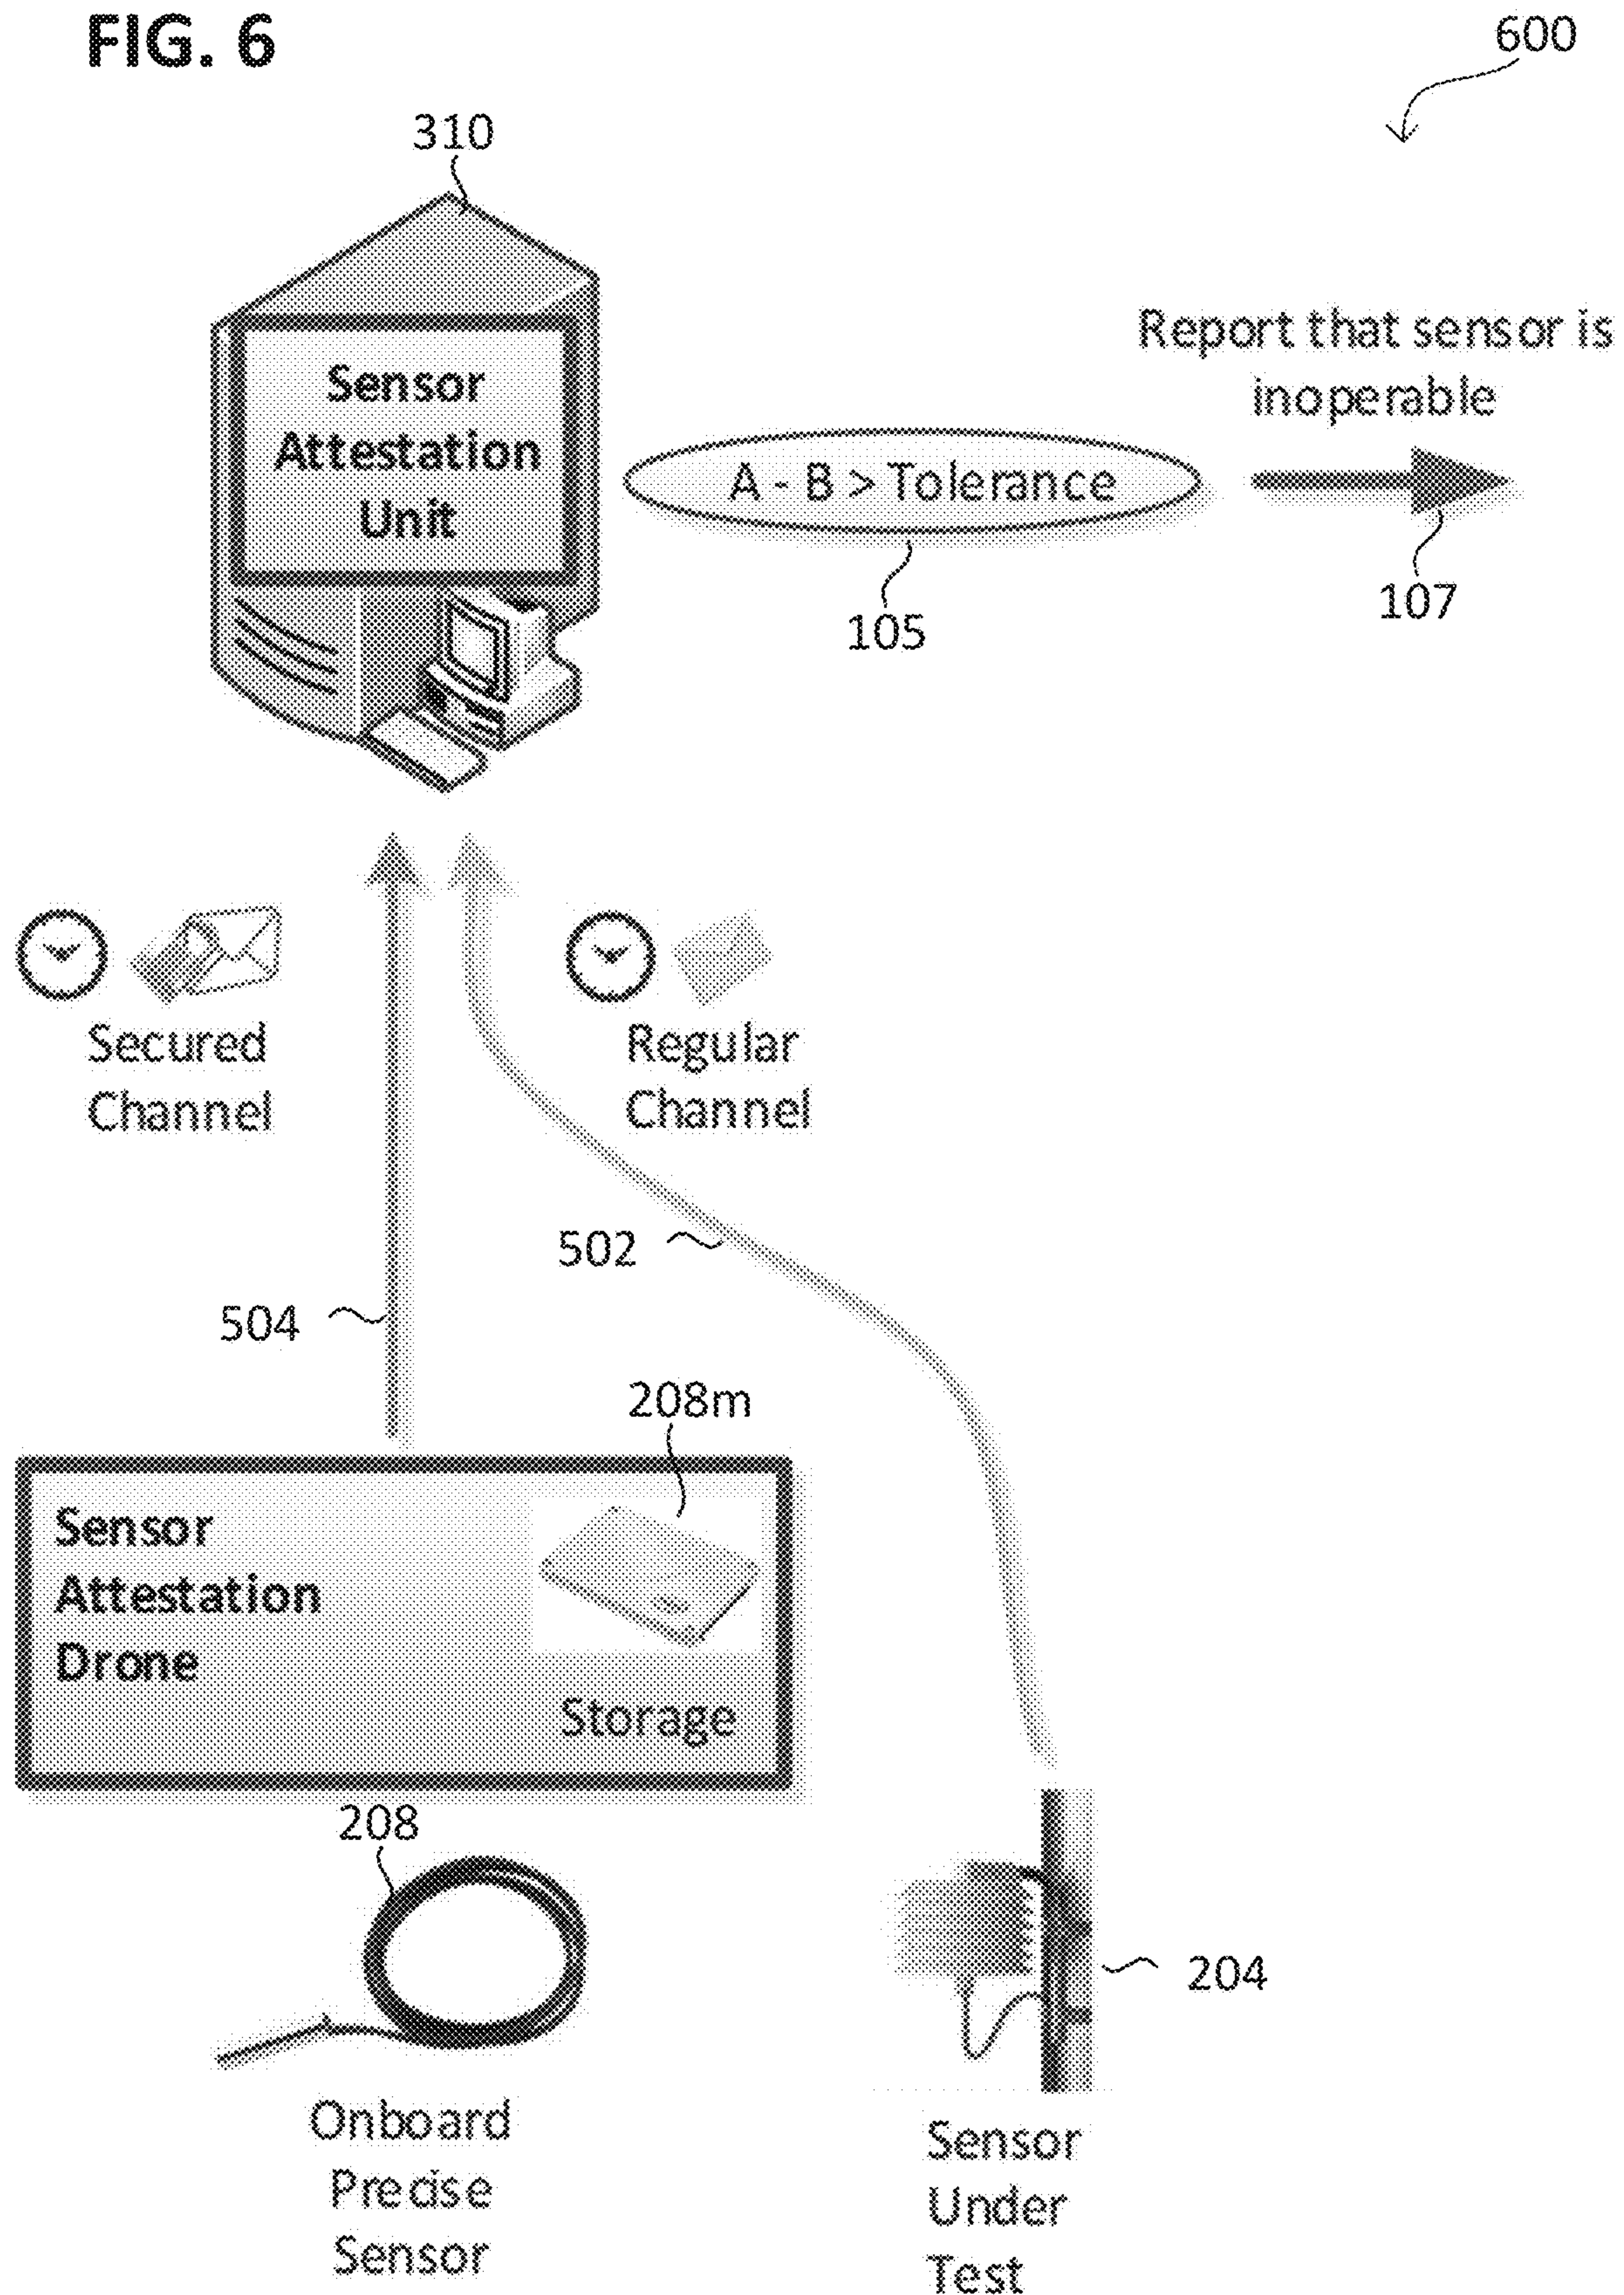 FIG. 6
600
310
Sensor
Attestation
Unit
Report that sensor is
inoperable
A - B > Tolerance
107
105
Secured
Channel
Regular
Channel
502
504
208m
Sensor
Attestation
Drone
Storage
208
204
Onboard
Precise
Sensor
Sensor
Under
Test